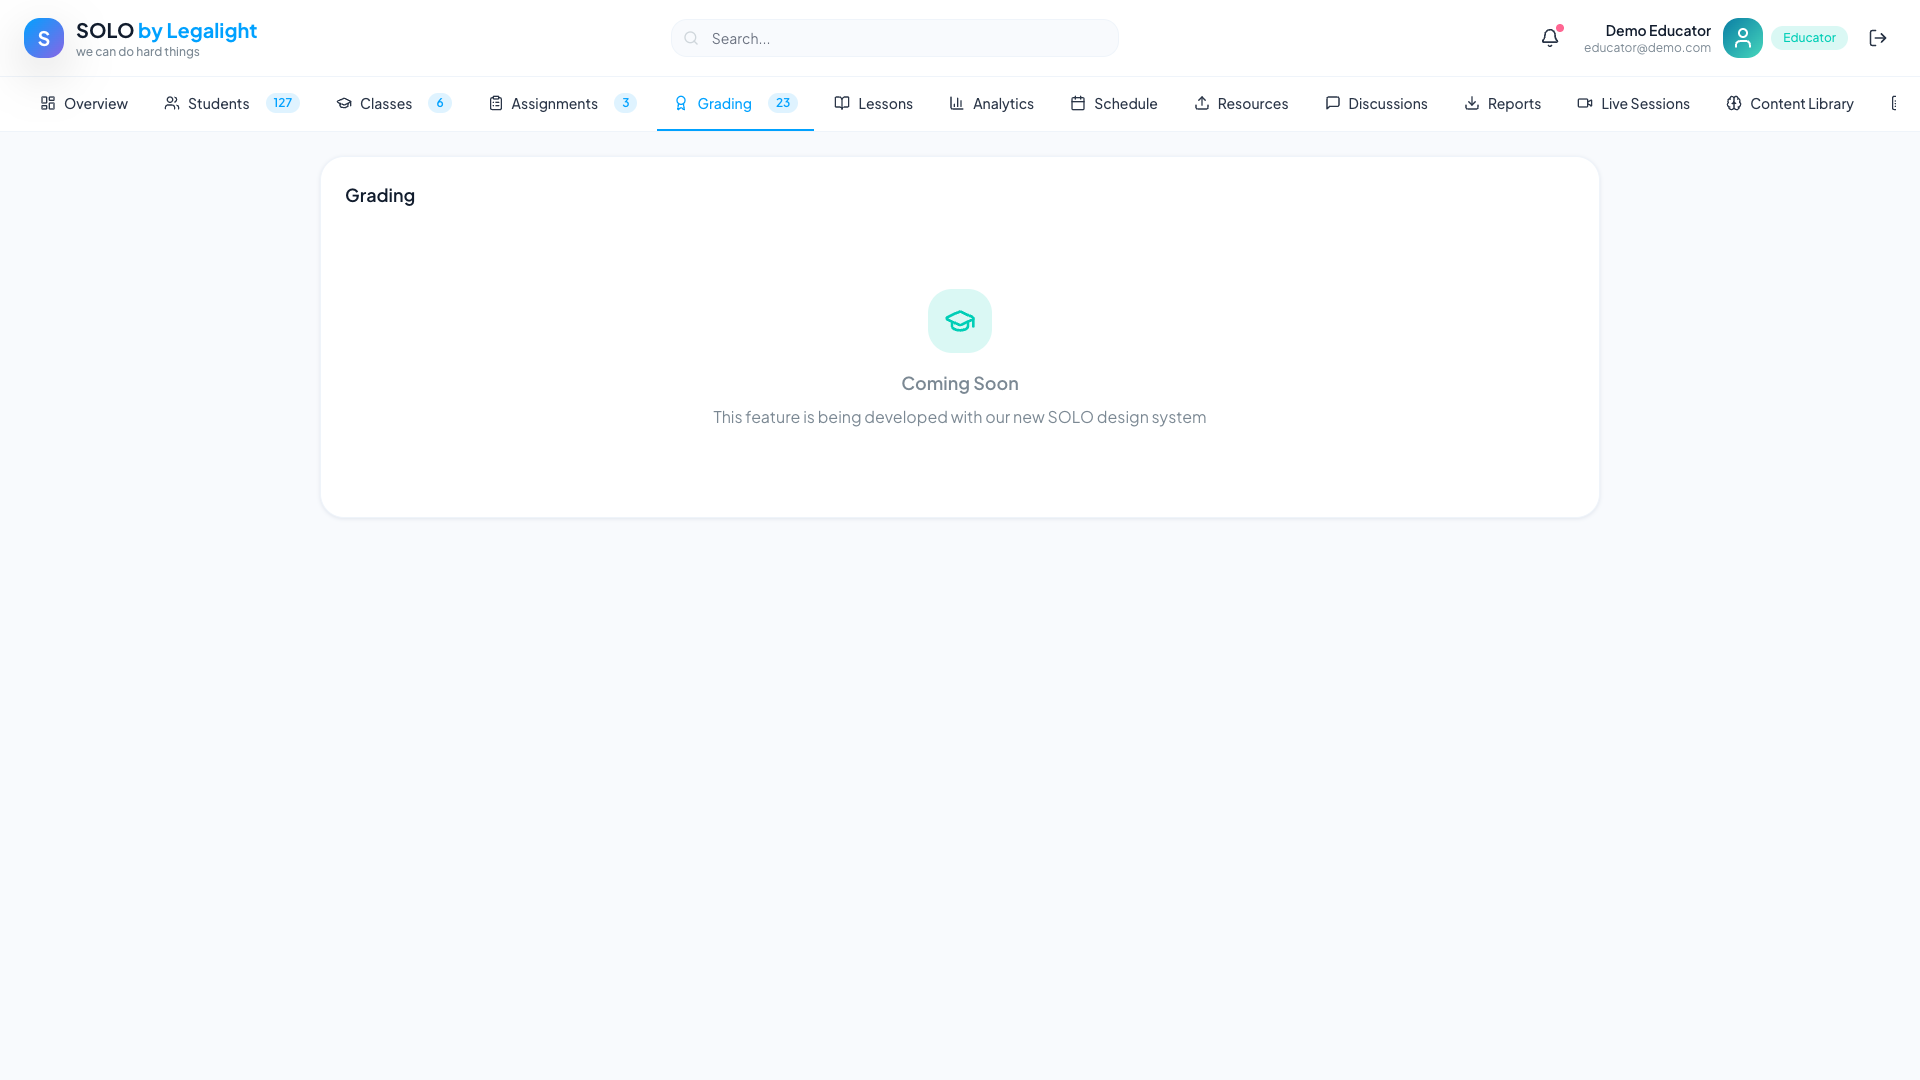 S
SOLO by Legalight
we can do hard things
Search...
Demo Educator
educator@demo.com
Educator
Overview
Students 127
Classes 6
Assignments 3
Grading 23
Lessons
Analytics
Schedule
Resources
Discussions
Reports
Live Sessions
Content Library
Grading
Coming Soon
This feature is being developed with our new SOLO design system